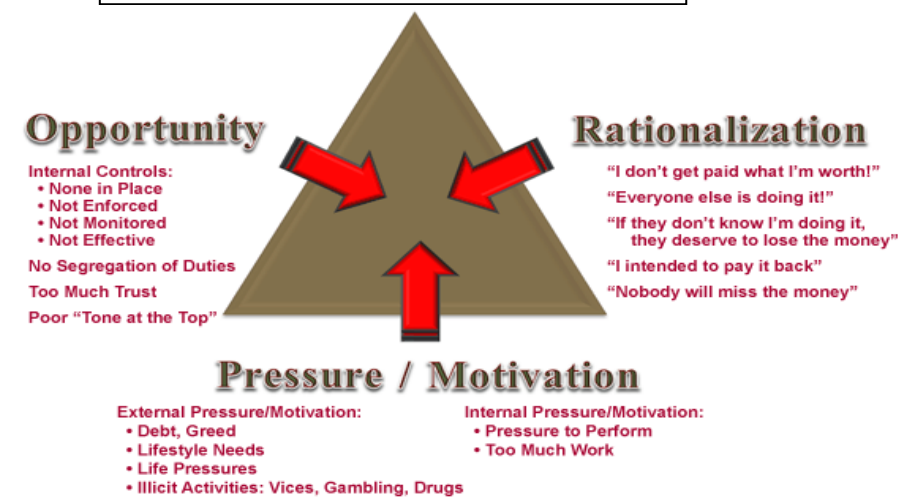 Opportunity
Internal Controls:
• None in Place
• Not Enforced
• Not Monitored
• Not Effective
No Segregation of Duties
Too Much Trust
Poor “Tone at the Top”
Rationalization
“I don’t get paid what I’m worth!”
“Everyone else is doing it!”
“If they don’t know I’m doing it,
they deserve to lose the money”
“I intended to pay it back”
“Nobody will miss the money”
Pressure / Motivation
External Pressure/Motivation:
• Debt, Greed
• Lifestyle Needs
• Life Pressures
• Illicit Activities: Vices, Gambling, Drugs
Internal Pressure/Motivation:
• Pressure to Perform
• Too Much Work